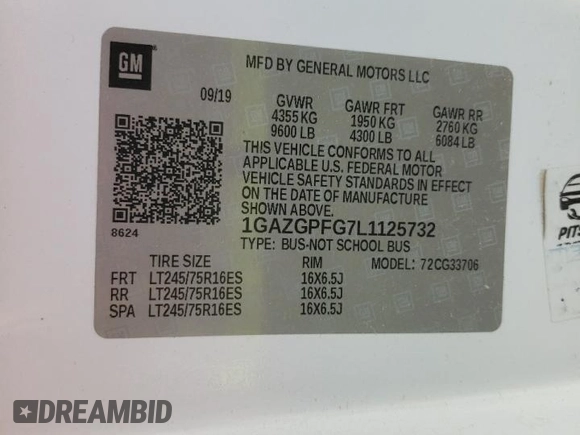 GM
MFD BY GENERAL MOTORS LLC
09/19
GVWR GAWR FRT GAWR RR
4355 KG 1950 KG 2760 KG
9600 LB 4300 LB 6084 LB
THIS VEHICLE CONFORMS TO ALL
APPLICABLE U.S. FEDERAL MOTOR
VEHICLE SAFETY STANDARDS IN EFFECT
ON THE DATE OF MANUFACTURE
SHOWN ABOVE.
8624
1GAZGPFG7L1125732
TYPE: BUS-NOT SCHOOL BUS
MODEL: 72CG33706
TIRE SIZE RIM
FRT LT245/75R16ES 16X6.5J
RR LT245/75R16ES 16X6.5J
SPA LT245/75R16ES 16X6.5J
PITS
DREAMBID